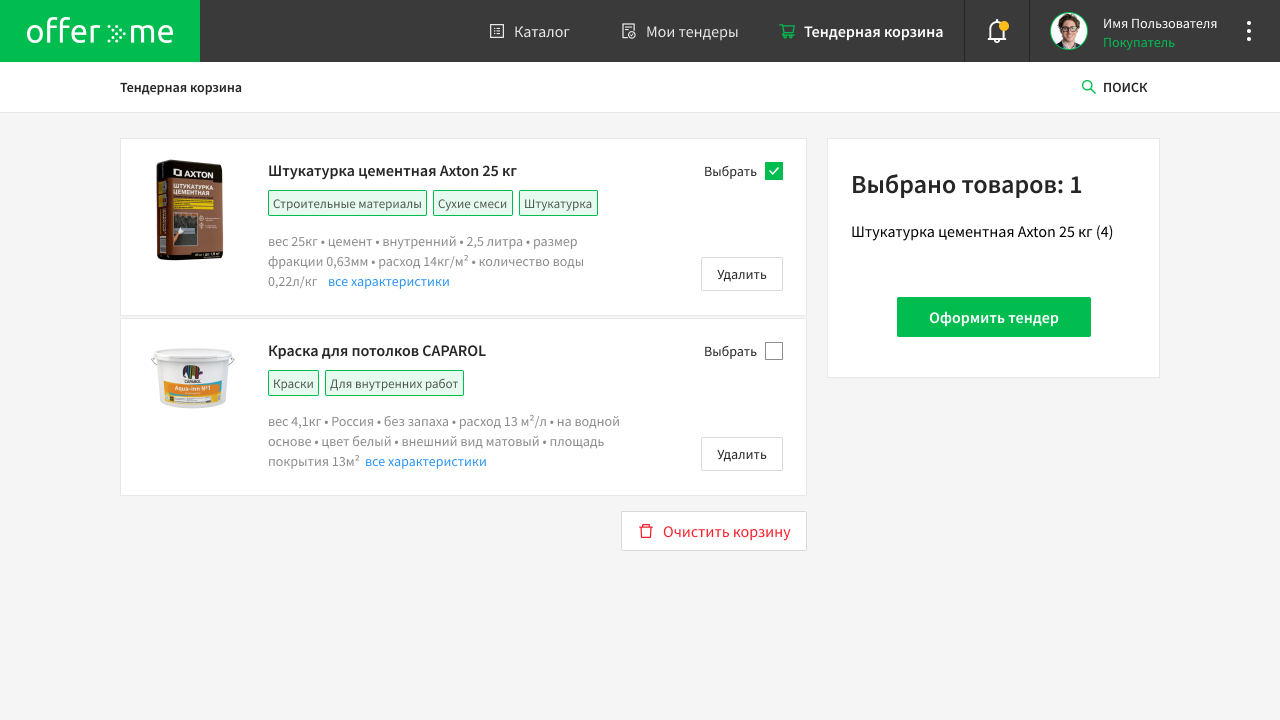 offer me
Каталог
Мои тендеры
Тендерная корзина
Имя Пользователя
Покупатель
Тендерная корзина
ПОИСК
AXTON
ШТУКАТУРКА
ЦЕМЕНТНАЯ
Штукатурка цементная Axton 25 кг
Строительные материалы
Сухие смеси
Штукатурка
вес 25кг • цемент • внутренний • 2,5 литра • размер
фракции 0,63мм • расход 14кг/м² • количество воды
0,22л/кг все характеристики
Выбрать
Удалить
CAPAROL
Aqua-inn №1
Краска для потолков CAPAROL
Краски
Для внутренних работ
вес 4,1кг • Россия • без запаха • расход 13 м²/л • на водной
основе • цвет белый • внешний вид матовый • площадь
покрытия 13м² все характеристики
Выбрать
Удалить
Очистить корзину
Выбрано товаров: 1
Штукатурка цементная Axton 25 кг (4)
Оформить тендер